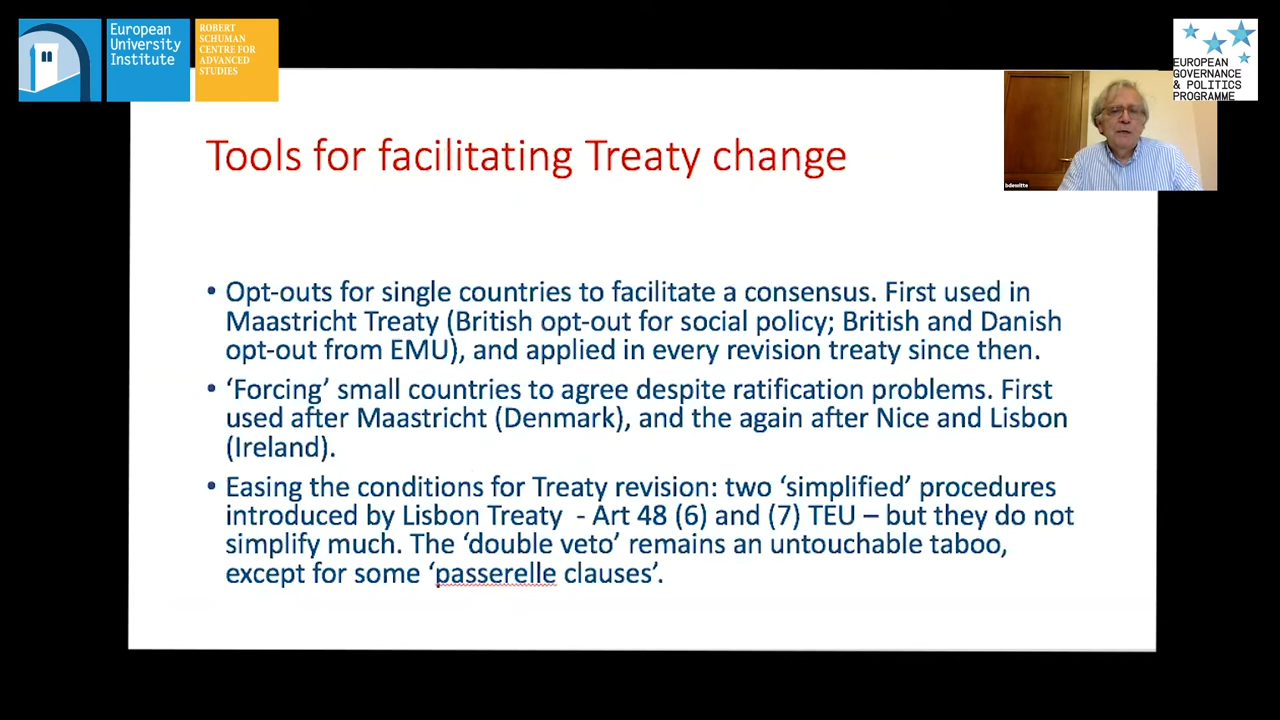 European
University
Institute
ROBERT
SCHUMAN
CENTRE FOR
ADVANCED
STUDIES
EUROPEAN
GOVERNANCE
& POLITICS
PROGRAMME
bdewitte
Tools for facilitating Treaty change
• Opt-outs for single countries to facilitate a consensus. First used in
Maastricht Treaty (British opt-out for social policy; British and Danish
opt-out from EMU), and applied in every revision treaty since then.
• ‘Forcing’ small countries to agree despite ratification problems. First
used after Maastricht (Denmark), and the again after Nice and Lisbon
(Ireland).
• Easing the conditions for Treaty revision: two ‘simplified’ procedures
introduced by Lisbon Treaty - Art 48 (6) and (7) TEU – but they do not
simplify much. The ‘double veto’ remains an untouchable taboo,
except for some ‘passerelle clauses’.